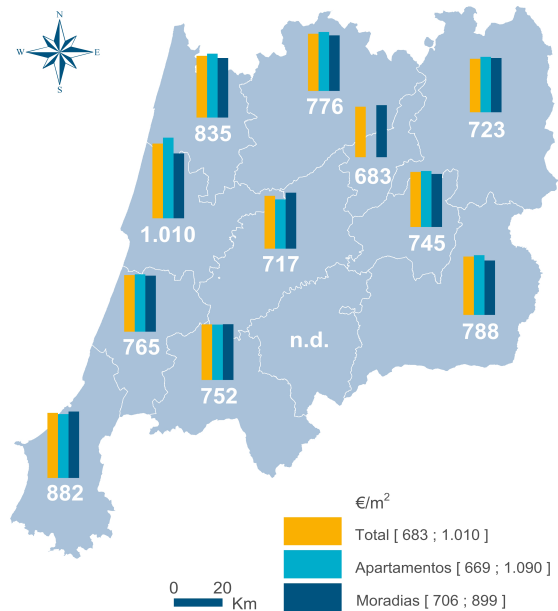 N
W E
S
835
776
723
683
1.010
717
745
765
n.d.
788
752
882
€/m²
Total [ 683 ; 1.010 ]
Apartamentos [ 669 ; 1.090 ]
Moradias [ 706 ; 899 ]
0 20
Km